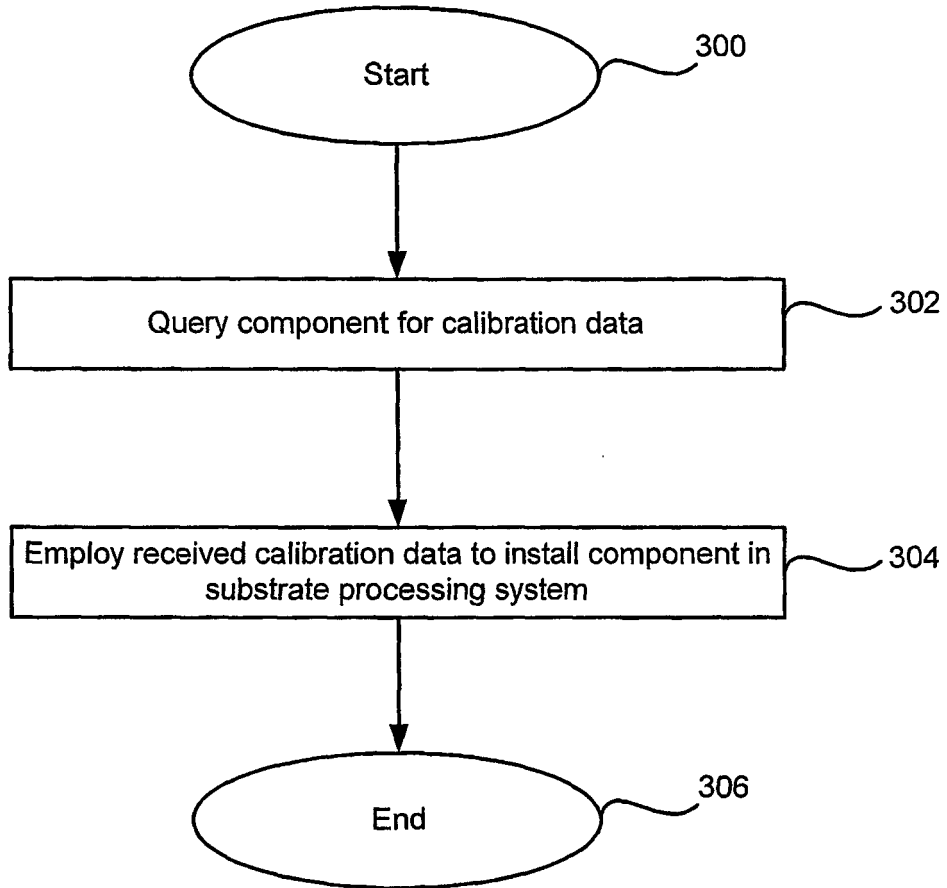 Start
300
Query component for calibration data
302
Employ received calibration data to install component in
substrate processing system
304
End
306